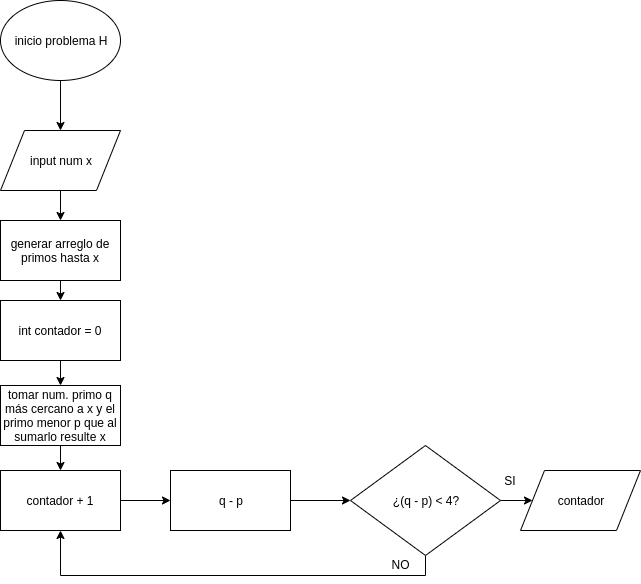 inicio problema H
input num x
generar arreglo de
primos hasta x
int contador = 0
tomar num. primo q
más cercano a x y el
primo menor p que al
sumarlo resulte x
contador + 1
q - p
¿(q - p) < 4?
SI
contador
NO